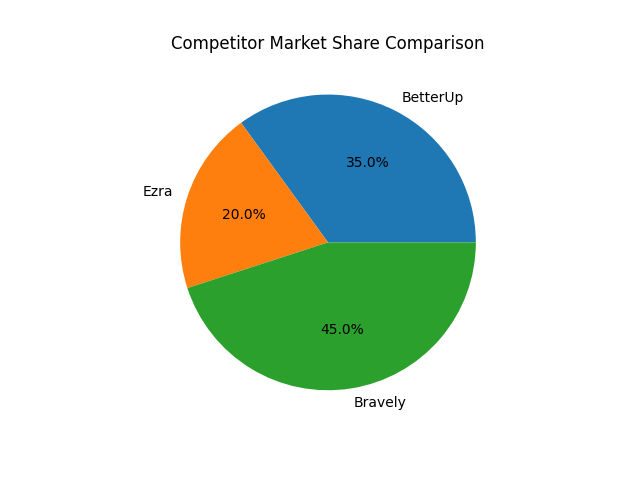 Competitor Market Share Comparison
BetterUp
35.0%
Ezra
20.0%
45.0%
Bravely